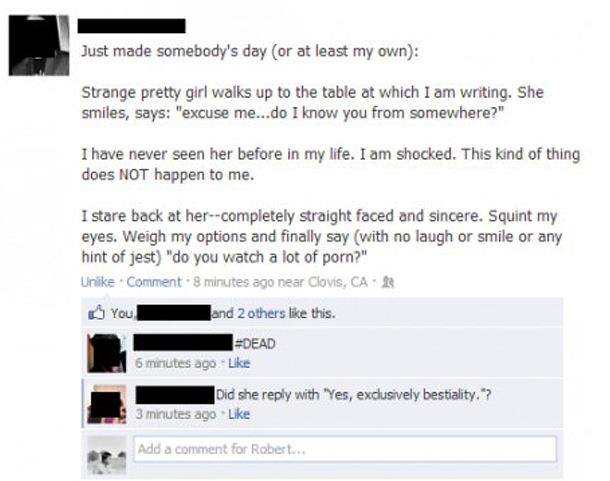 Just made somebody's day (or at least my own):
Strange pretty girl walks up to the table at which I am writing. She
smiles, says: "excuse me...do I know you from somewhere?"
I have never seen her before in my life. I am shocked. This kind of thing
does NOT happen to me.
I stare back at her--completely straight faced and sincere. Squint my
eyes. Weigh my options and finally say (with no laugh or smile or any
hint of jest) "do you watch a lot of porn?"
Unlike · Comment · 8 minutes ago near Clovis, CA ·
You, and 2 others like this.
#DEAD
6 minutes ago · Like
Did she reply with "Yes, exclusively bestiality."?
3 minutes ago · Like
Add a comment for Robert...